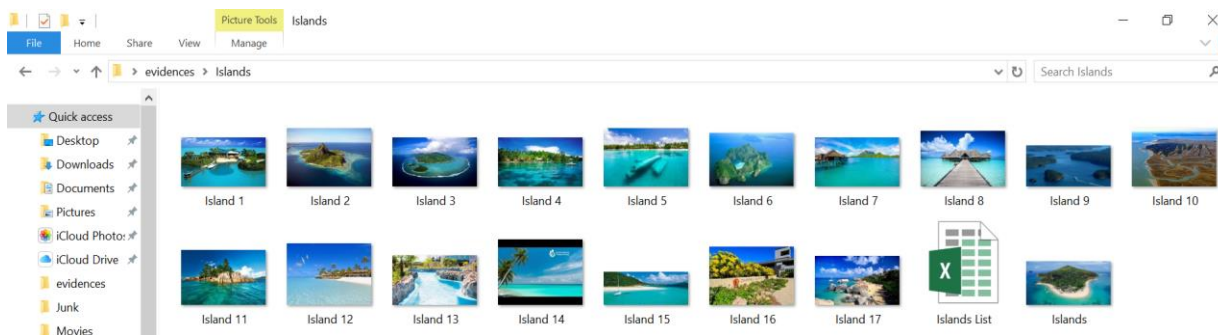 Picture Tools Islands
File Home Share View Manage
evidences Islands Search Islands
Quick access
Desktop
Downloads
Documents
Pictures
iCloud Photo:
iCloud Drive
evidences
Junk
Movies
Island 1 Island 2 Island 3 Island 4 Island 5 Island 6 Island 7 Island 8 Island 9 Island 10
X
Island 11 Island 12 Island 13 Island 14 Island 15 Island 16 Island 17 Islands List Islands